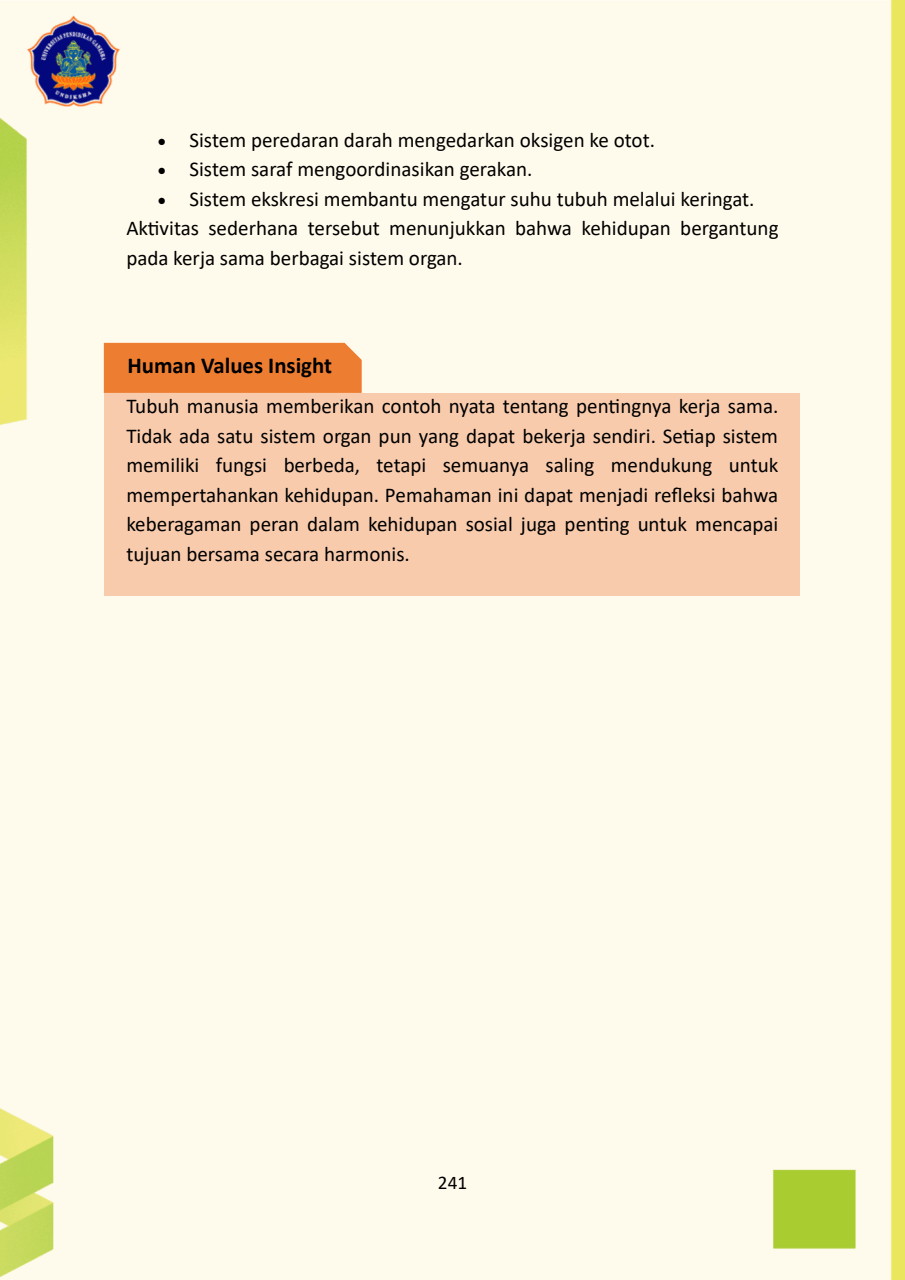 UNIVERSITAS PENDIDIKAN GANESHA
UNDIKSHA
• Sistem peredaran darah mengedarkan oksigen ke otot.
• Sistem saraf mengoordinasikan gerakan.
• Sistem ekskresi membantu mengatur suhu tubuh melalui keringat.
Aktivitas sederhana tersebut menunjukkan bahwa kehidupan bergantung
pada kerja sama berbagai sistem organ.
Human Values Insight
Tubuh manusia memberikan contoh nyata tentang pentingnya kerja sama.
Tidak ada satu sistem organ pun yang dapat bekerja sendiri. Setiap sistem
memiliki fungsi berbeda, tetapi semuanya saling mendukung untuk
mempertahankan kehidupan. Pemahaman ini dapat menjadi refleksi bahwa
keberagaman peran dalam kehidupan sosial juga penting untuk mencapai
tujuan bersama secara harmonis.
241